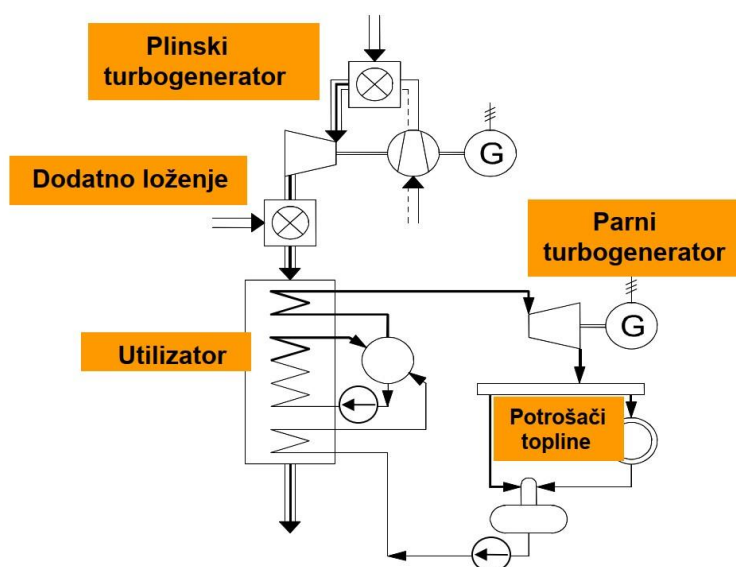 Plinski
turbogenerator
G
Dodatno loženje
Parni
turbogenerator
G
Utilizator
Potrošači
topline